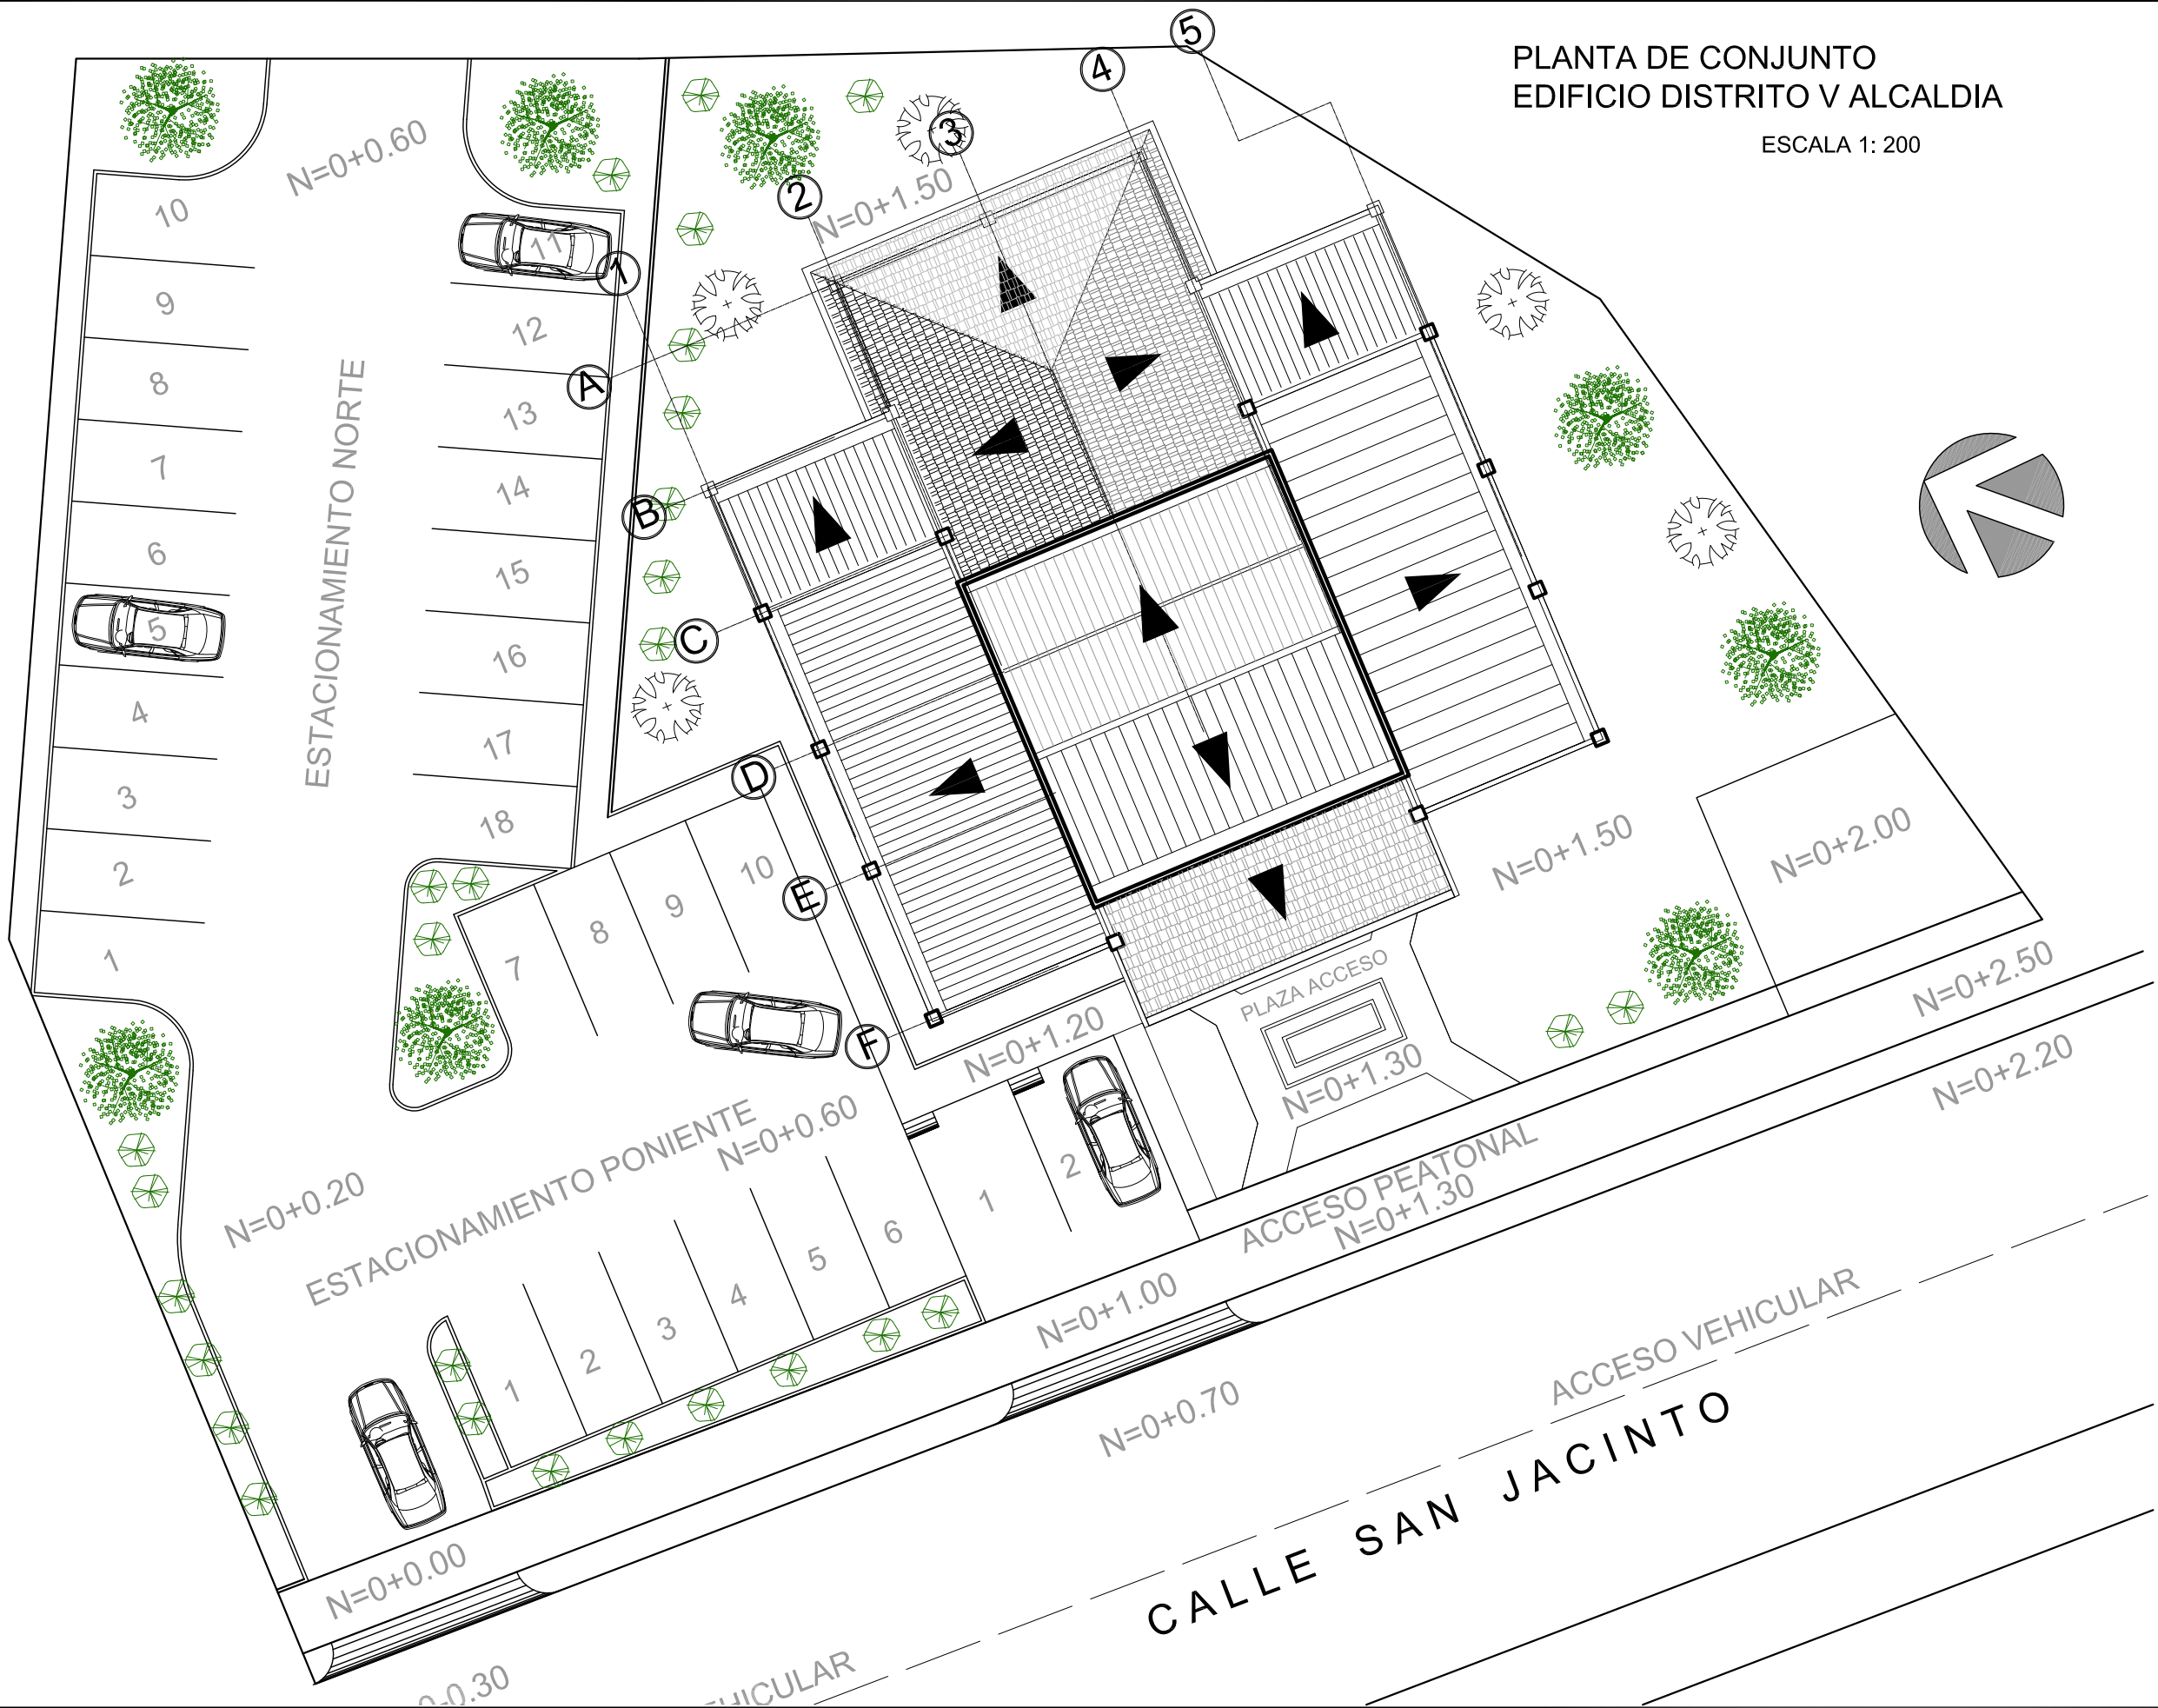 PLANTA DE CONJUNTO
EDIFICIO DISTRITO V ALCALDIA
ESCALA 1: 200
5
4
3
2
1
A
B
C
D
E
F
N=0+0.60
N=0+1.50
ESTACIONAMIENTO NORTE
10
9
8
7
6
5
4
3
2
1
11
12
13
14
15
16
17
18
7
8
9
10
ESTACIONAMIENTO PONIENTE
N=0+0.60
N=0+0.20
1
2
3
4
5
6
1
2
N=0+1.20
PLAZA ACCESO
N=0+1.30
N=0+1.50
N=0+2.00
N=0+2.50
N=0+2.20
ACCESO PEATONAL
N=0+1.30
N=0+1.00
N=0+0.70
ACCESO VEHICULAR
CALLE SAN JACINTO
N=0+0.00
0-0.30
HICULAR